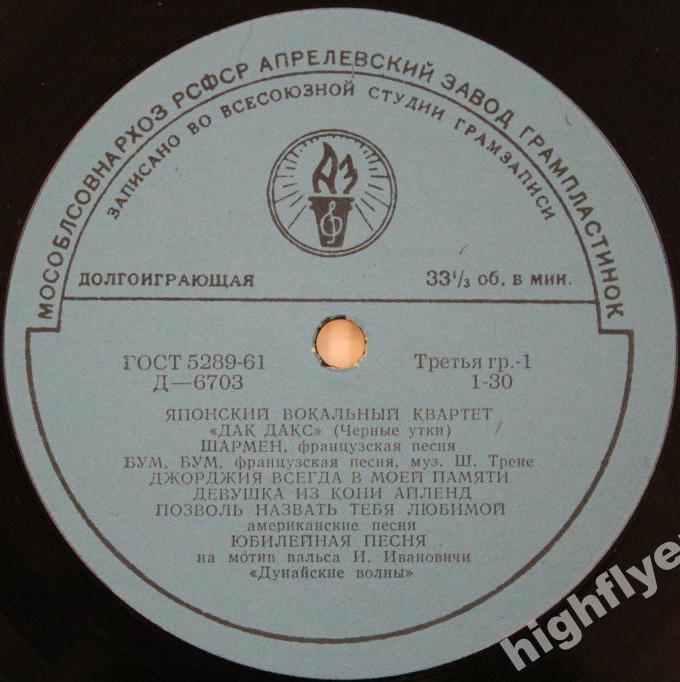 МОСОБЛСОВНАРХОЗ РСФСР АПРЕЛЕВСКИЙ ЗАВОД ГРАМПЛАСТИНОК
ЗАПИСАНО ВО ВСЕСОЮЗНОЙ СТУДИИ ГРАМЗАПИСИ
АЗ
ДОЛГОИГРАЮЩАЯ 33⅓ об. в мин.
ГОСТ 5289-61 Третья гр.-1
Д—6703 1-30
ЯПОНСКИЙ ВОКАЛЬНЫЙ КВАРТЕТ
«ДАК ДАКС» (Черные утки)
ШАРМЕН, французская песня
БУМ, БУМ, французская песня, муз. Ш. Трене
ДЖОРДЖИЯ ВСЕГДА В МОЕЙ ПАМЯТИ
ДЕВУШКА ИЗ КОНИ АЙЛЕНД
ПОЗВОЛЬ НАЗВАТЬ ТЕБЯ ЛЮБИМОЙ
американские песни
ЮБИЛЕЙНАЯ ПЕСНЯ
на мотив вальса И. Ивановичи
«Дунайские волны»
highflye